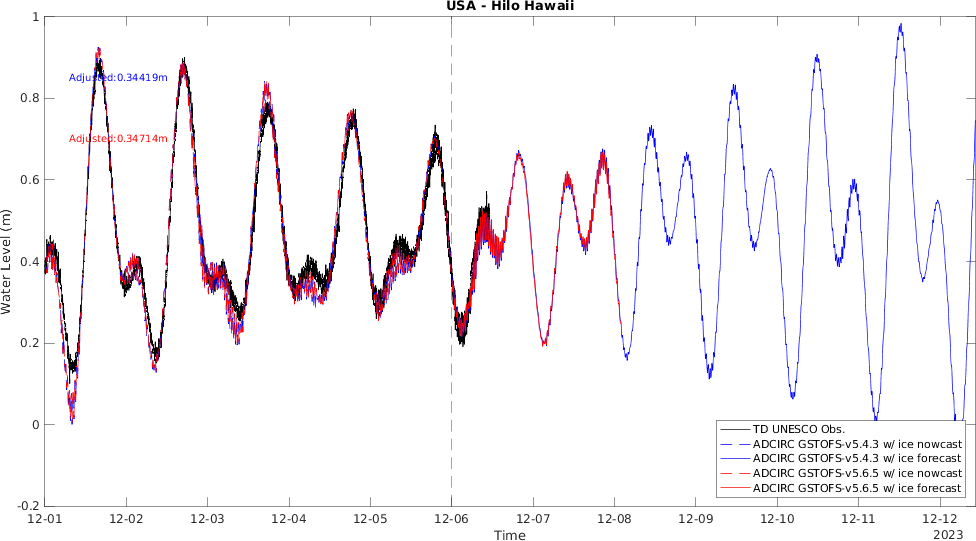 USA - Hilo Hawaii
1
0.8
0.6
0.4
0.2
0
-0.2
Water Level (m)
Adjusted:0.34419m
Adjusted:0.34714m
TD UNESCO Obs.
ADCIRC GSTOFS-v5.4.3 w/ ice nowcast
ADCIRC GSTOFS-v5.4.3 w/ ice forecast
ADCIRC GSTOFS-v5.6.5 w/ ice nowcast
ADCIRC GSTOFS-v5.6.5 w/ ice forecast
12-01 12-02 12-03 12-04 12-05 12-06 12-07 12-08 12-09 12-10 12-11 12-12
Time
2023